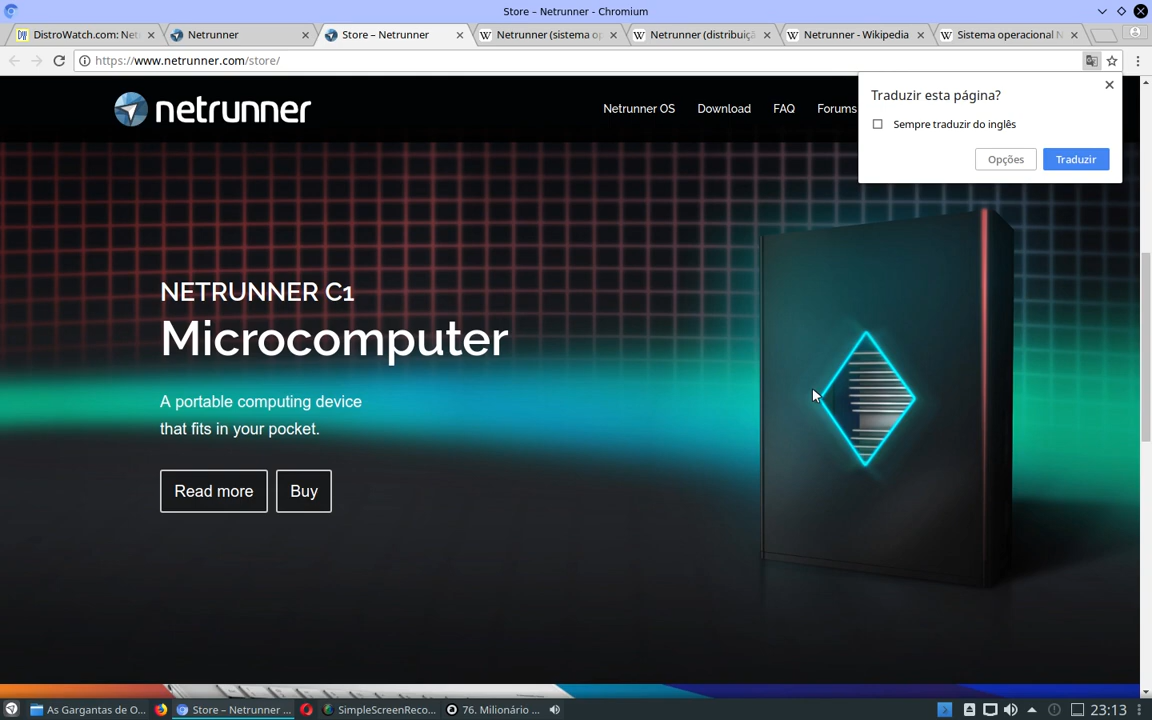 Store – Netrunner - Chromium
DistroWatch.com: Net
Netrunner
Store – Netrunner
Netrunner (sistema op
Netrunner (distribuiçã
Netrunner - Wikipedia
Sistema operacional N
https://www.netrunner.com/store/
netrunner
Netrunner OS
Download
FAQ
Forums
Traduzir esta página?
Sempre traduzir do inglês
Opções
Traduzir
NETRUNNER C1
Microcomputer
A portable computing device
that fits in your pocket.
Read more
Buy
As Gargantas de O...
Store – Netrunner ...
SimpleScreenReco...
76. Milionário ...
23:13